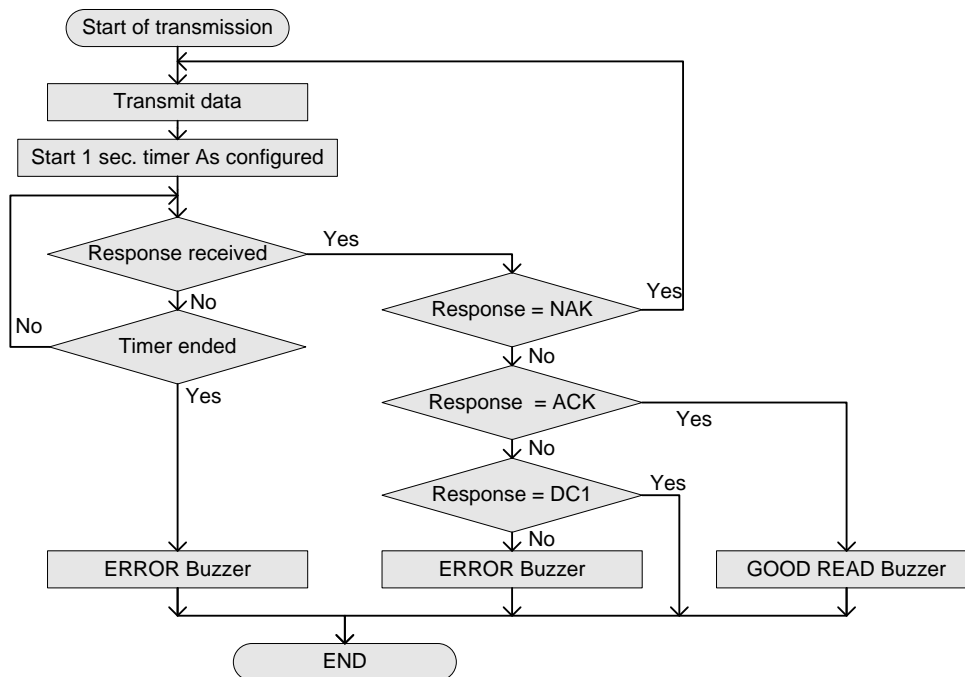 Start of transmission
Transmit data
Start 1 sec. timer As configured
Response received
Yes
No
Response = NAK
Yes
No
Timer ended
No
Yes
Response  = ACK
Yes
No
Response = DC1
Yes
No
ERROR Buzzer
ERROR Buzzer
GOOD READ Buzzer
END